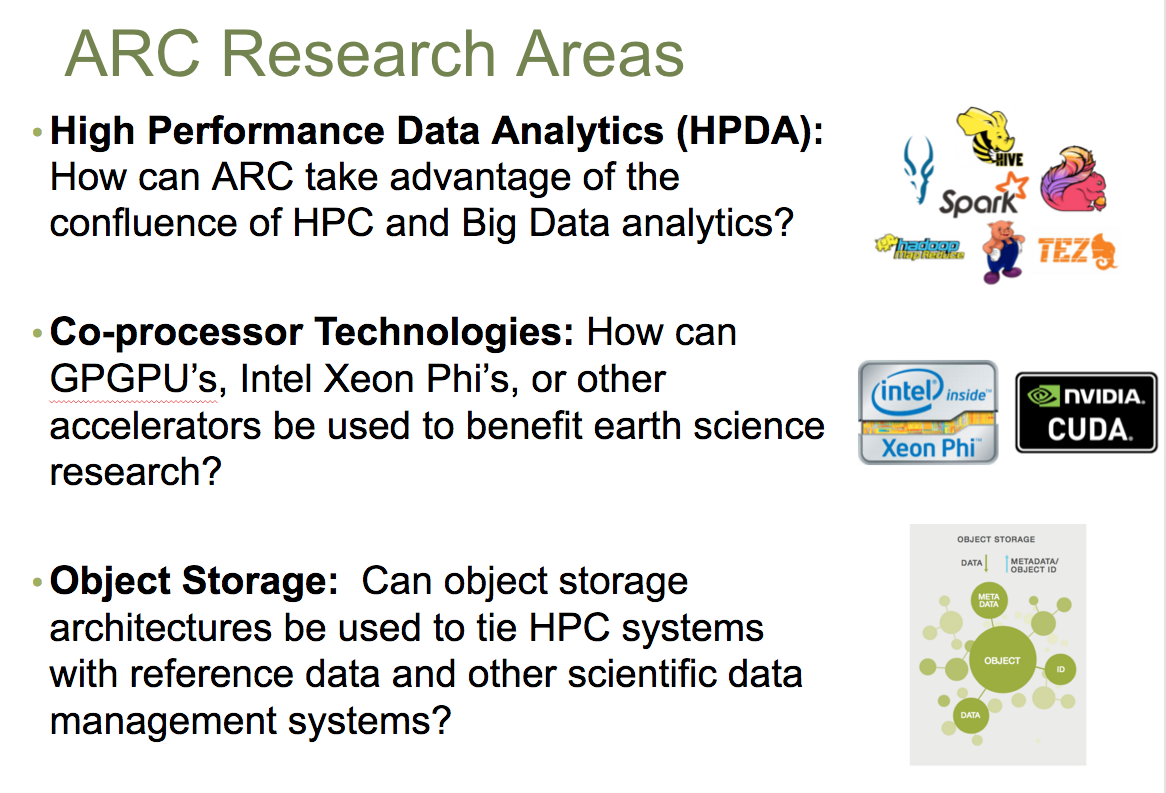 ARC Research Areas
• High Performance Data Analytics (HPDA):
How can ARC take advantage of the
confluence of HPC and Big Data analytics?
HIVE
Spark
hadoop
Map Reduce
TEZ
• Co-processor Technologies: How can
GPGPU’s, Intel Xeon Phi’s, or other
accelerators be used to benefit earth science
research?
intel® inside™
Xeon Phi™
NVIDIA.
CUDA.
• Object Storage:  Can object storage
architectures be used to tie HPC systems
with reference data and other scientific data
management systems?
OBJECT STORAGE
DATA
METADATA/
OBJECT ID
META
DATA
OBJECT
ID
DATA